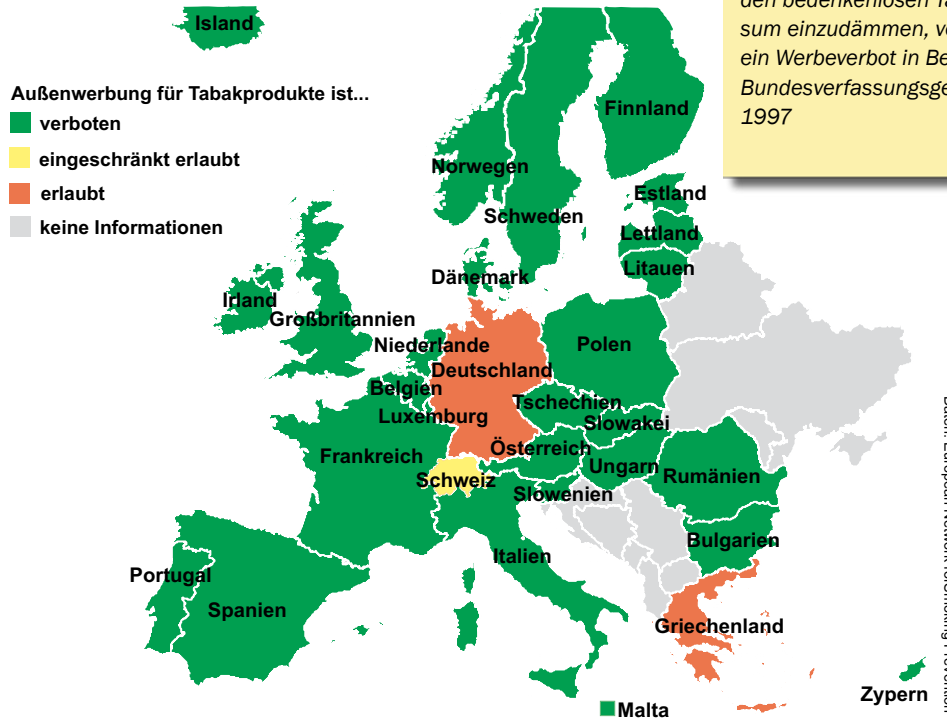 den bedenkenlosen
sum einzudämmen,
ein Werbeverbot in
Bundesverfassungsge
1997
Außenwerbung für Tabakprodukte ist...
verboten
eingeschränkt erlaubt
erlaubt
keine Informationen
Island
Finnland
Norwegen
Schweden
Estland
Lettland
Litauen
Dänemark
Irland
Großbritannien
Niederlande
Deutschland
Polen
Belgien
Luxemburg
Tschechien
Slowakei
Frankreich
Österreich
Ungarn
Rumänien
Schweiz
Slowenien
Bulgarien
Italien
Portugal
Spanien
Griechenland
Zypern
Malta